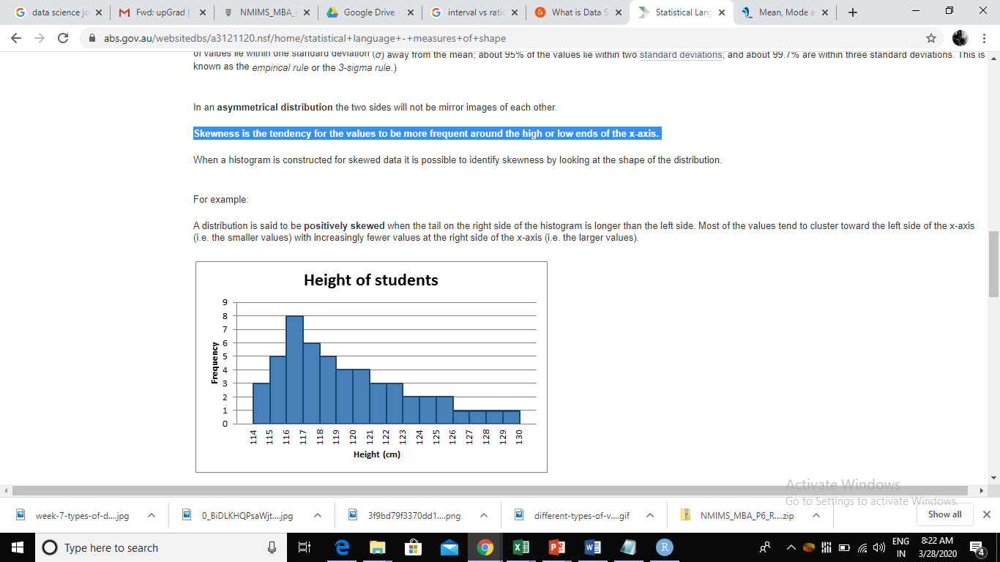 data science jo
Fwd: upGrad |
NMIMS_MBA_
Google Drive -
interval vs ratio
What is Data S
Statistical Lang
Mean, Mode a
abs.gov.au/websitedbs/a3121120.nsf/home/statistical+language+-+measures+of+shape
of values lie within one standard deviation (σ) away from the mean; about 95% of the values lie within two standard deviations; and about 99.7% are within three standard deviations. This is
known as the empirical rule or the 3-sigma rule.)
In an asymmetrical distribution the two sides will not be mirror images of each other.
Skewness is the tendency for the values to be more frequent around the high or low ends of the x-axis.
When a histogram is constructed for skewed data it is possible to identify skewness by looking at the shape of the distribution.
For example:
A distribution is said to be positively skewed when the tail on the right side of the histogram is longer than the left side. Most of the values tend to cluster toward the left side of the x-axis
(i.e. the smaller values) with increasingly fewer values at the right side of the x-axis (i.e. the larger values).
Height of students
Frequency
9
8
7
6
5
4
3
2
1
0
114 115 116 117 118 119 120 121 122 123 124 125 126 127 128 129 130
Height (cm)
Activate Windows
Go to Settings to activate Windows.
week-7-types-of-d....jpg
0_BiDLKHQPsaWjt....jpg
3f9bd79f3370dd1....png
different-types-of-v....gif
NMIMS_MBA_P6_R....zip
Show all
Type here to search
R
ENG
IN
8:22 AM
3/28/2020
4